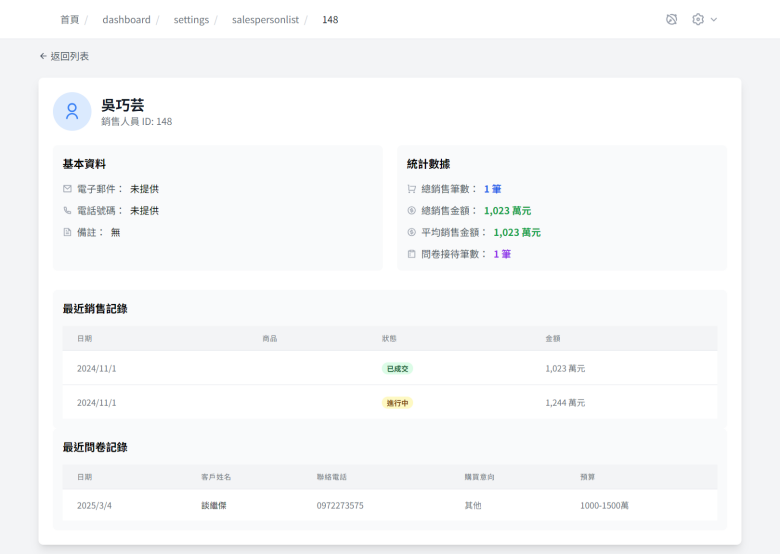 首頁 / dashboard / settings / salespersonlist / 148
← 返回列表
吳巧芸
銷售人員 ID: 148
基本資料
電子郵件： 未提供
電話號碼： 未提供
備註： 無
統計數據
總銷售筆數： 1 筆
總銷售金額： 1,023 萬元
平均銷售金額： 1,023 萬元
問卷接待筆數： 1 筆
最近銷售記錄
日期 商品 狀態 金額
2024/11/1 已成交 1,023 萬元
2024/11/1 進行中 1,244 萬元
最近問卷記錄
日期 客戶姓名 聯絡電話 購買意向 預算
2025/3/4 談繼傑 0972273575 其他 1000-1500萬